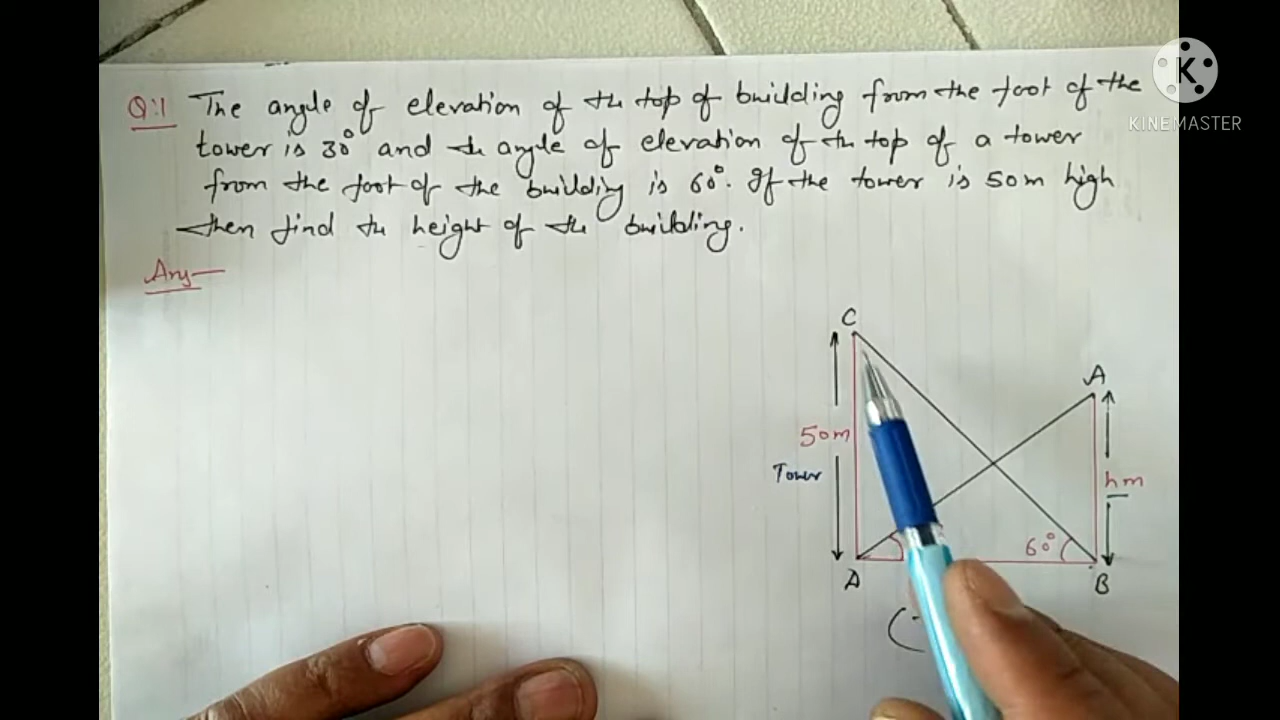 Q:1 The angle of elevation of the top of building from the foot of the
tower is 30° and the angle of elevation of the top of a tower
from the foot of the building is 60°. If the tower is 50m high
then find the height of the building.
Ans—
C
A
50m
Tower
hm
60°
B
K
KINEMASTER